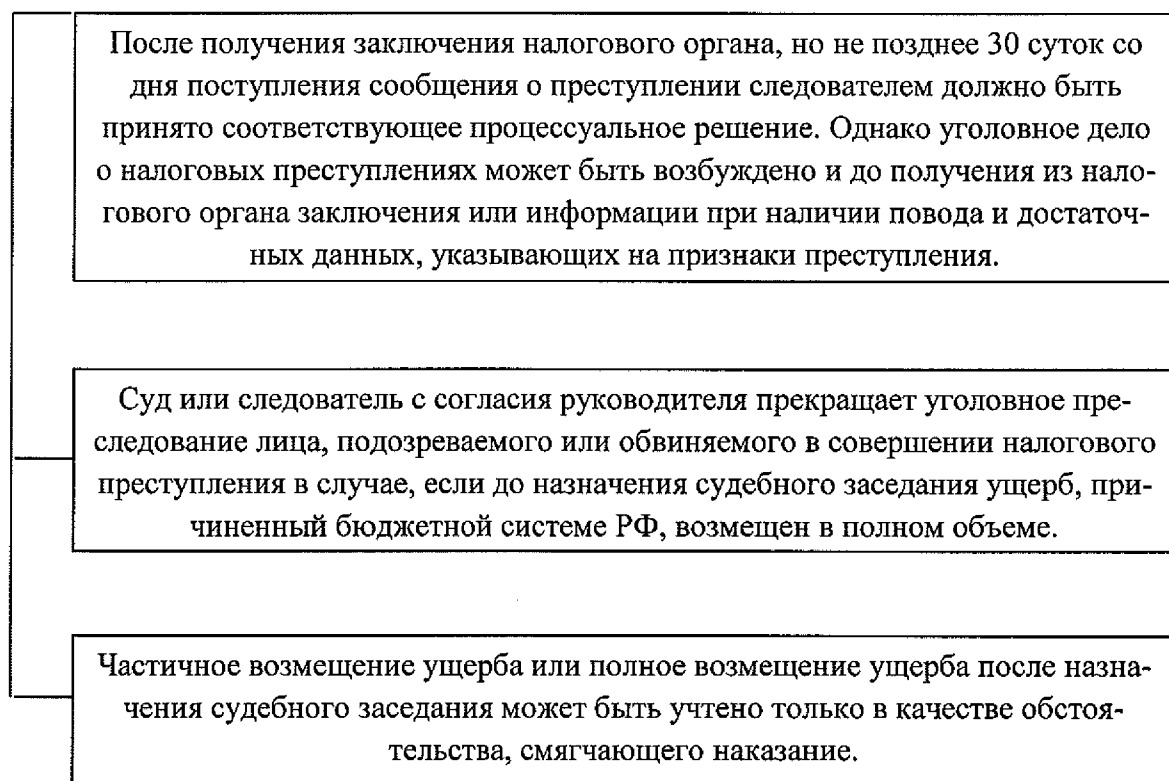 После получения заключения налогового органа, но не позднее 30 суток со
дня поступления сообщения о преступлении следователем должно быть
принято соответствующее процессуальное решение. Однако уголовное дело
о налоговых преступлениях может быть возбуждено и до получения из нало-
гового органа заключения или информации при наличии повода и достаточ-
ных данных, указывающих на признаки преступления.
Суд или следователь с согласия руководителя прекращает уголовное пре-
следование лица, подозреваемого или обвиняемого в совершении налогового
преступления в случае, если до назначения судебного заседания ущерб, при-
чиненный бюджетной системе РФ, возмещен в полном объеме.
Частичное возмещение ущерба или полное возмещение ущерба после назна-
чения судебного заседания может быть учтено только в качестве обстоя-
тельства, смягчающего наказание.